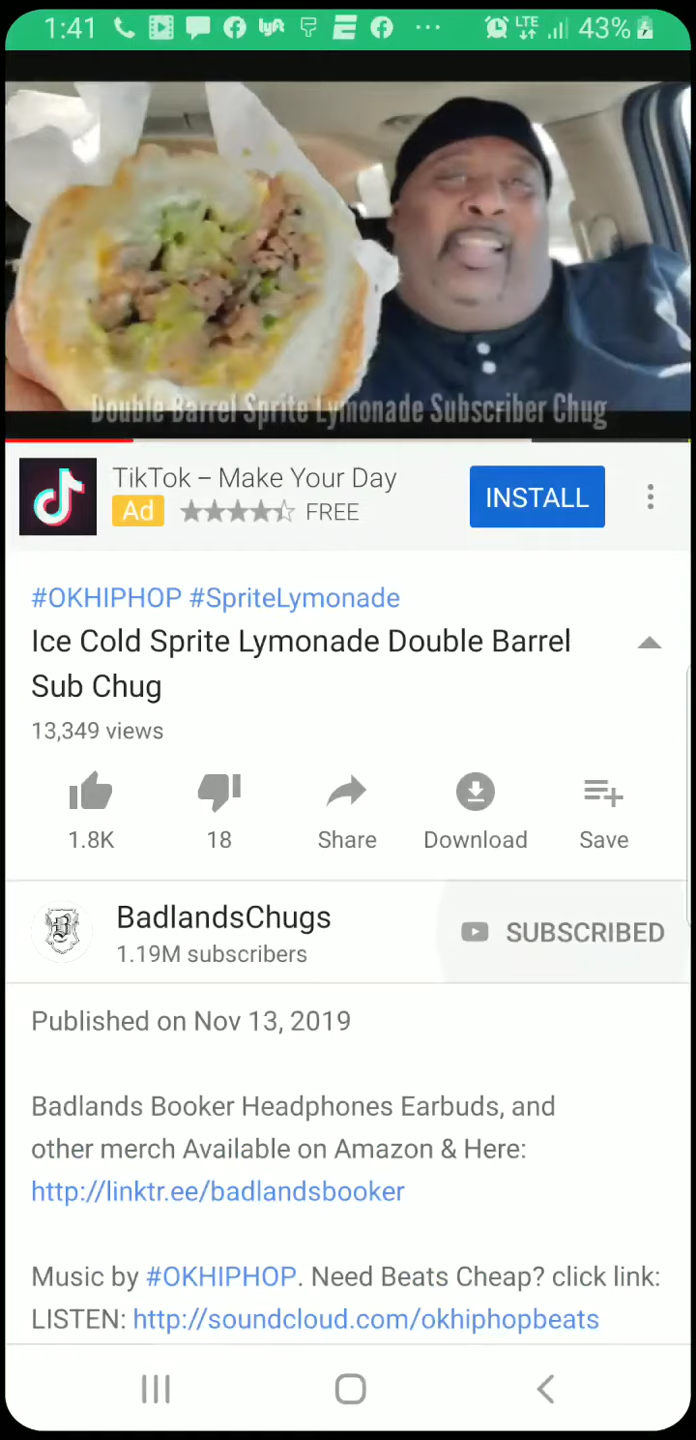 1:41
lyft
LTE
43%
Double Barrel Sprite Lymonade Subscriber Chug
TikTok – Make Your Day
INSTALL
Ad
FREE
#OKHIPHOP #SpriteLymonade
Ice Cold Sprite Lymonade Double Barrel
Sub Chug
13,349 views
1.8K
18
Share
Download
Save
BadlandsChugs
1.19M subscribers
SUBSCRIBED
Published on Nov 13, 2019
Badlands Booker Headphones Earbuds, and
other merch Available on Amazon & Here:
http://linktr.ee/badlandsbooker
Music by #OKHIPHOP. Need Beats Cheap? click link:
LISTEN: http://soundcloud.com/okhiphopbeats